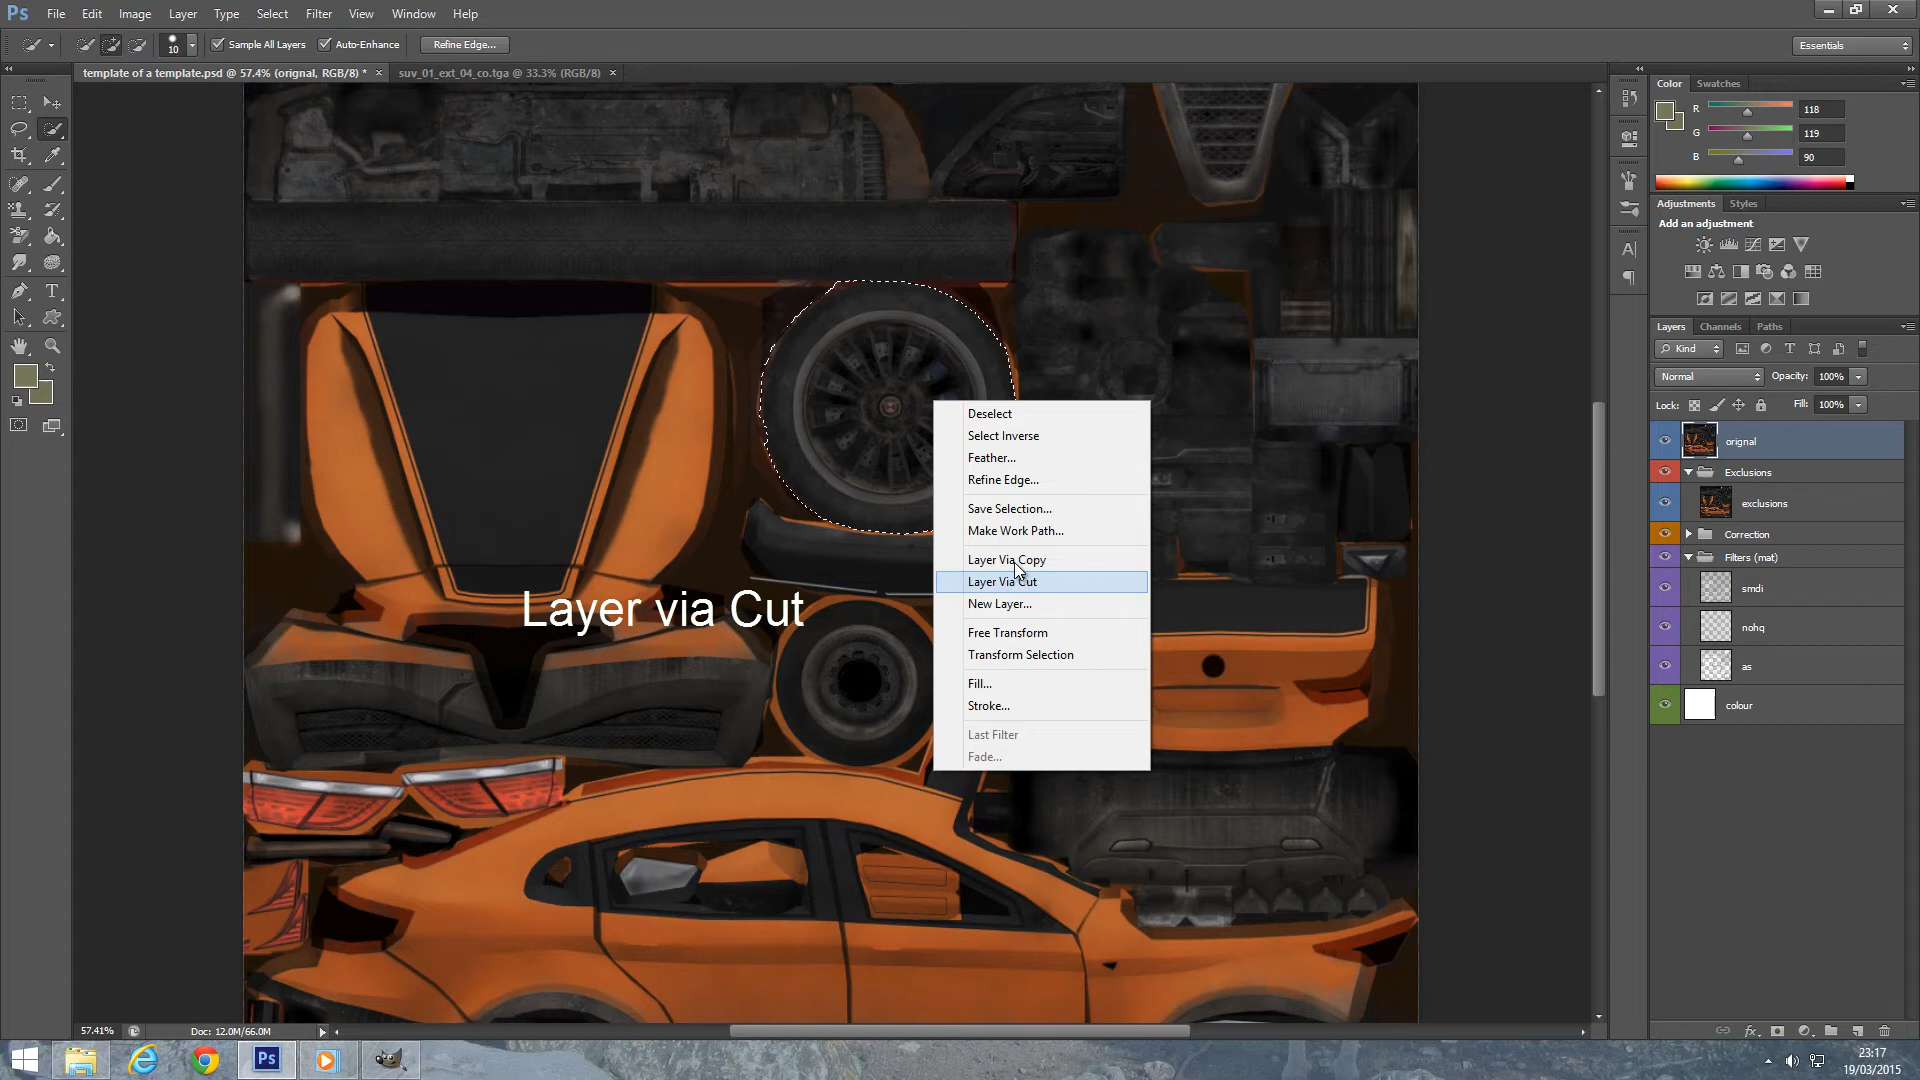 Ps File Edit Image Layer Type Select Filter 3D View Window Help
10 Sample All Layers Auto-Enhance Refine Edge... Essentials
template of a template.psd @ 57.4% (orignal, RGB/8) * × suv_01_ext_04_co.tga @ 33.3% (RGB/8) ×
Color Swatches
R 118
G 119
B 90
Adjustments Styles
Add an adjustment
Layers Channels Paths
Kind
Normal Opacity: 100%
Lock: Fill: 100%
orignal
Exclusions
exclusions
Correction
Filters (mat)
smdi
nohq
as
colour
Deselect
Select Inverse
Feather...
Refine Edge...
Save Selection...
Make Work Path...
Layer Via Copy
Layer Via Cut
New Layer...
Free Transform
Transform Selection
Fill...
Stroke...
Last Filter
Fade...
Layer via Cut
57.41% Doc: 12.0M/66.0M
Ps
23:17
19/03/2015